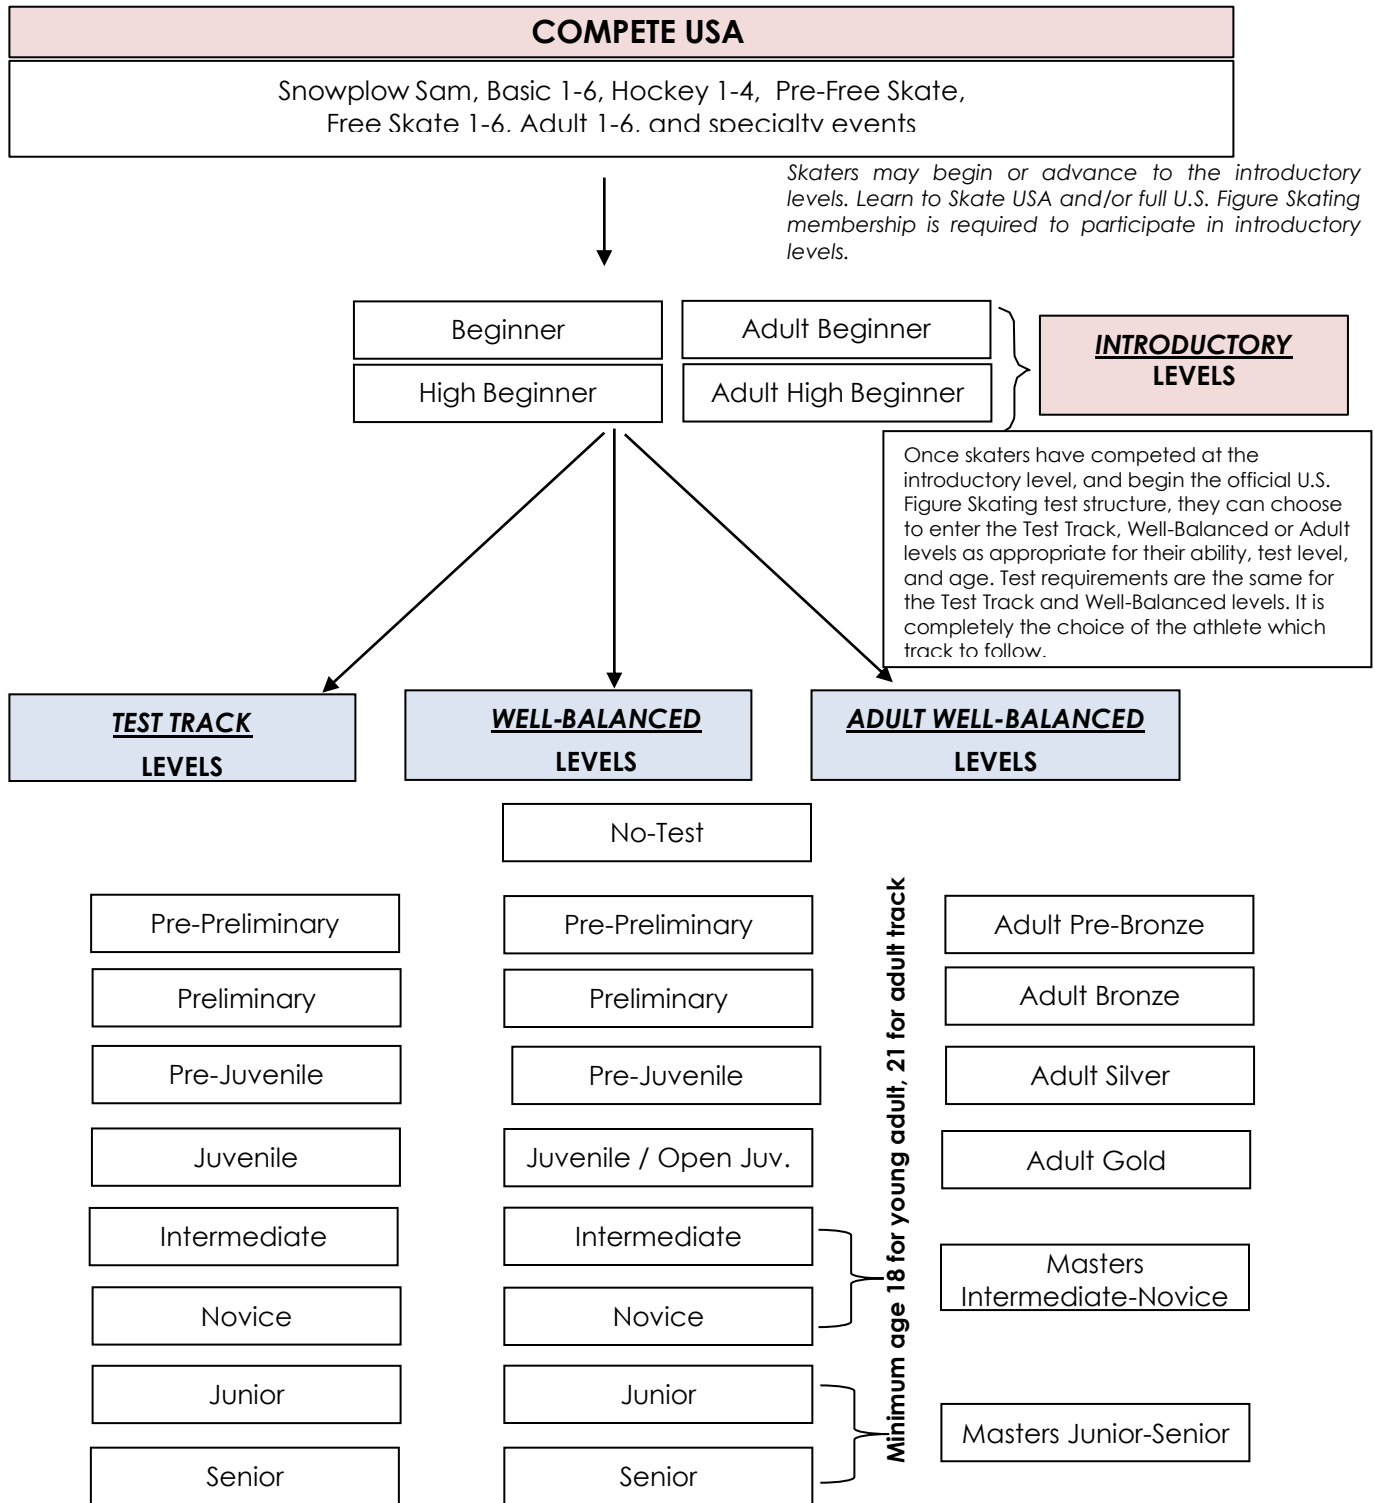 COMPETE USA
Snowplow Sam, Basic 1-6, Hockey 1-4, Pre-Free Skate,
Free Skate 1-6, Adult 1-6, and specialty events
Skaters may begin or advance to the introductory
levels. Learn to Skate USA and/or full U.S. Figure Skating
membership is required to participate in introductory
levels.
Beginner
Adult Beginner
High Beginner
Adult High Beginner
INTRODUCTORY
LEVELS
Once skaters have competed at the
introductory level, and begin the official U.S.
Figure Skating test structure, they can choose
to enter the Test Track, Well-Balanced or Adult
levels as appropriate for their ability, test level,
and age. Test requirements are the same for
the Test Track and Well-Balanced levels. It is
completely the choice of the athlete which
track to follow.
TEST TRACK
LEVELS
WELL-BALANCED
LEVELS
ADULT WELL-BALANCED
LEVELS
No-Test
Pre-Preliminary
Pre-Preliminary
Adult Pre-Bronze
Preliminary
Preliminary
Adult Bronze
Pre-Juvenile
Pre-Juvenile
Adult Silver
Juvenile
Juvenile / Open Juv.
Adult Gold
Intermediate
Intermediate
Masters
Intermediate-Novice
Novice
Novice
Junior
Junior
Masters Junior-Senior
Senior
Senior
Minimum age 18 for young adult, 21 for adult track